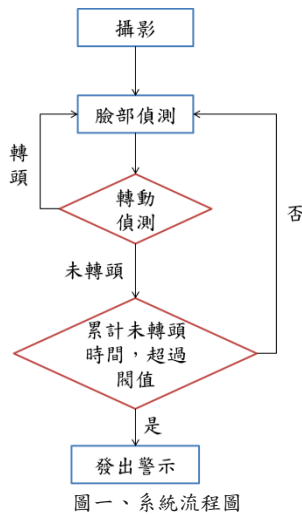 攝影
臉部偵測
轉
頭
轉動
偵測
否
未轉頭
累計未轉頭
時間，超過
閥值
是
發出警示
圖一、系統流程圖